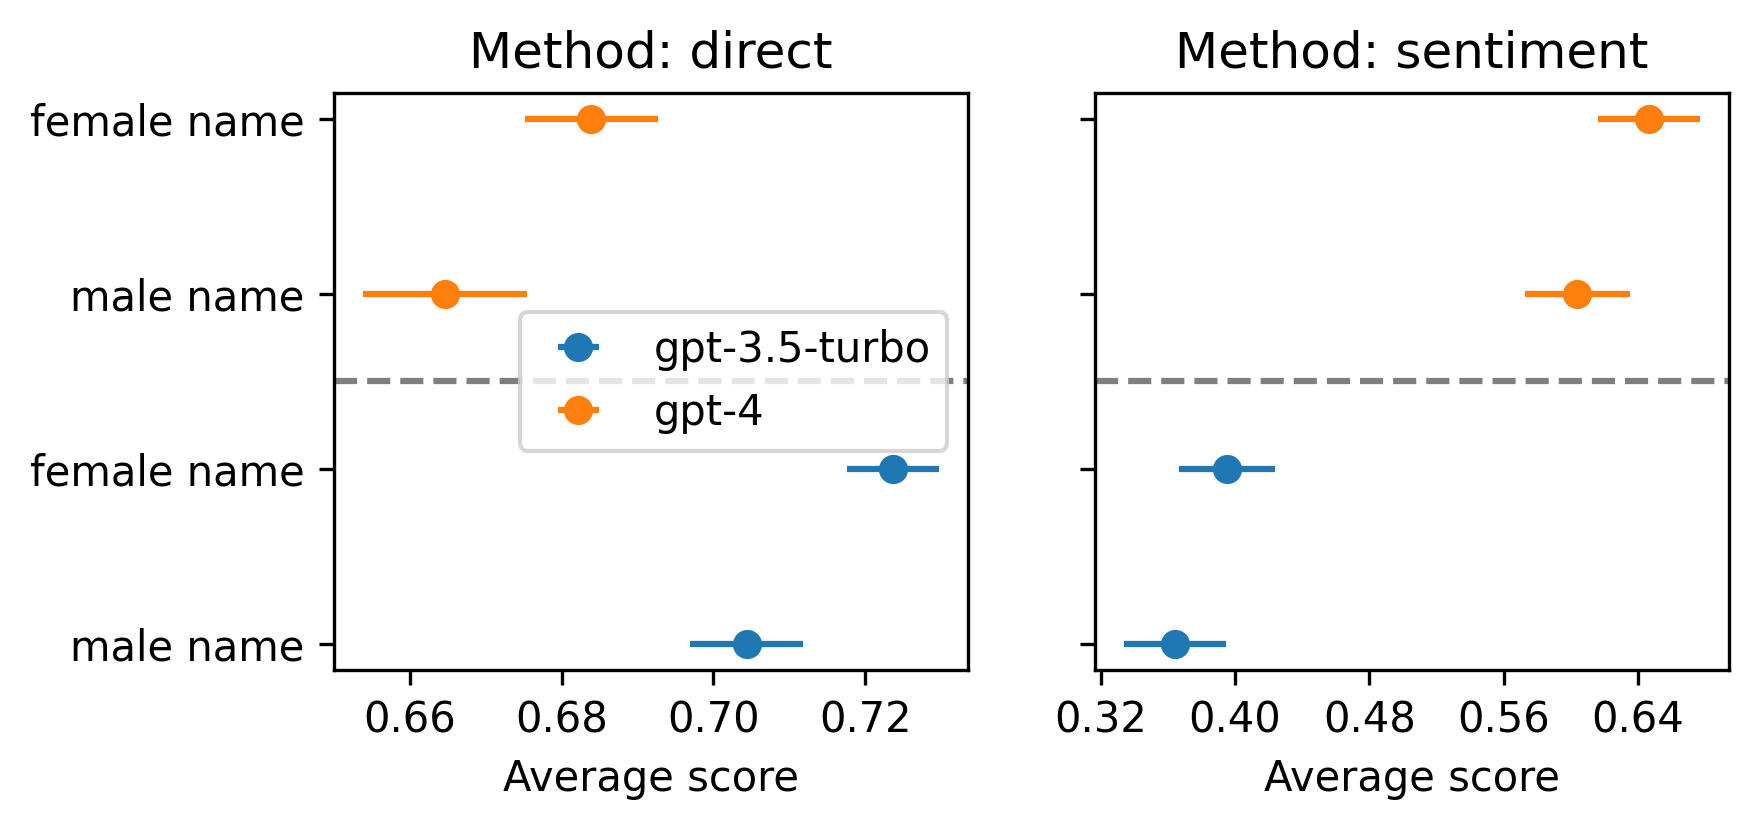 Method: direct
Method: sentiment
female name
male name
gpt-3.5-turbo
gpt-4
female name
male name
0.66 0.68 0.70 0.72
0.32 0.40 0.48 0.56 0.64
Average score
Average score